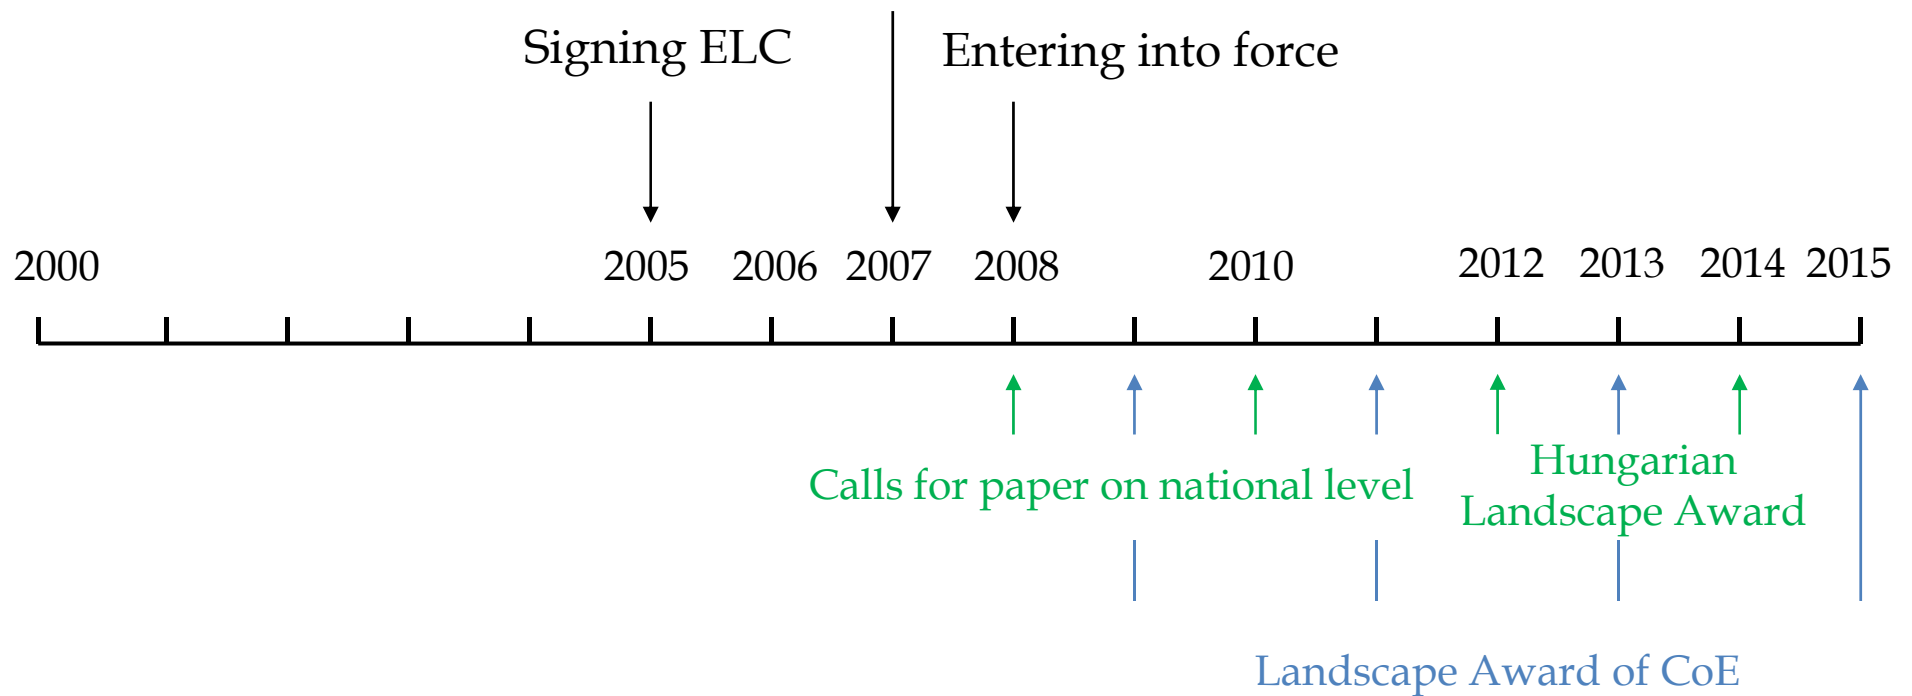 Signing ELC
Entering into force
2000
2005
2006
2007
2008
2010
2012
2013
2014
2015
Calls for paper on national level
Hungarian
Landscape Award
Landscape Award of CoE